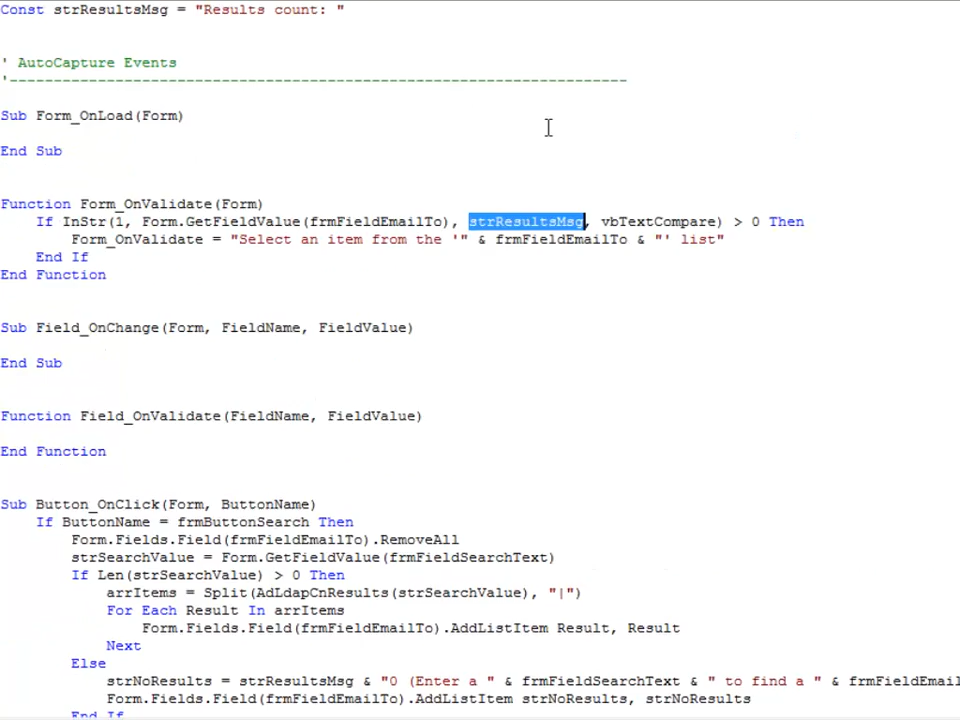 Const strResultsMsg = "Results count: "
' AutoCapture Events
'----------------------------------------------------------------------
Sub Form_OnLoad(Form)
End Sub
Function Form_OnValidate(Form)
If InStr(1, Form.GetFieldValue(frmFieldEmailTo), strResultsMsg, vbTextCompare) > 0 Then
Form_OnValidate = "Select an item from the '" & frmFieldEmailTo & "' list"
End If
End Function
Sub Field_OnChange(Form, FieldName, FieldValue)
End Sub
Function Field_OnValidate(FieldName, FieldValue)
End Function
Sub Button_OnClick(Form, ButtonName)
If ButtonName = frmButtonSearch Then
Form.Fields.Field(frmFieldEmailTo).RemoveAll
strSearchValue = Form.GetFieldValue(frmFieldSearchText)
If Len(strSearchValue) > 0 Then
arrItems = Split(AdLdapCnResults(strSearchValue), "|")
For Each Result In arrItems
Form.Fields.Field(frmFieldEmailTo).AddListItem Result, Result
Next
Else
strNoResults = strResultsMsg & "0 (Enter a " & frmFieldSearchText & " to find a " & frmFieldEmail
Form.Fields.Field(frmFieldEmailTo).AddListItem strNoResults, strNoResults
End If